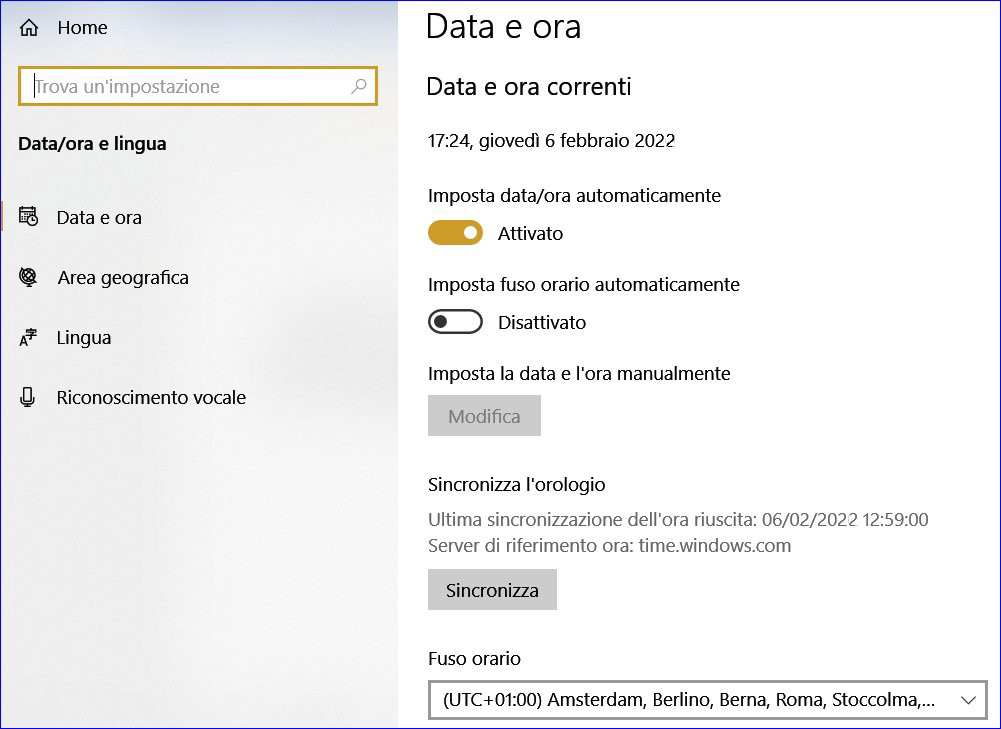 Home
Trova un'impostazione
Data/ora e lingua
Data e ora
Area geografica
Lingua
Riconoscimento vocale
Data e ora
Data e ora correnti
17:24, giovedì 6 febbraio 2022
Imposta data/ora automaticamente
Attivato
Imposta fuso orario automaticamente
Disattivato
Imposta la data e l'ora manualmente
Modifica
Sincronizza l'orologio
Ultima sincronizzazione dell'ora riuscita: 06/02/2022 12:59:00
Server di riferimento ora: time.windows.com
Sincronizza
Fuso orario
(UTC+01:00) Amsterdam, Berlino, Berna, Roma, Stoccolma,...